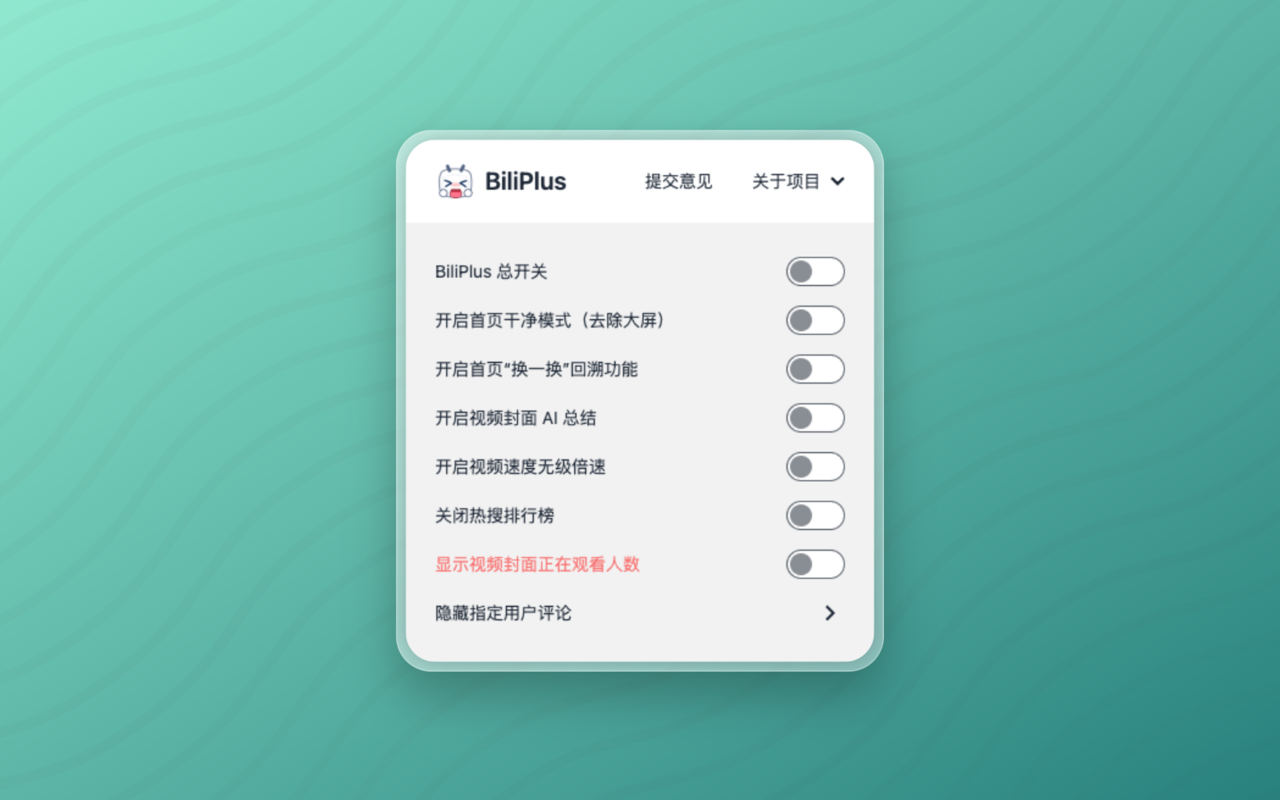 BiliPlus
提交意见
关于项目
BiliPlus 总开关
开启首页干净模式（去除大屏）
开启首页“换一换”回溯功能
开启视频封面 AI 总结
开启视频速度无级倍速
关闭热搜排行榜
显示视频封面正在观看人数
隐藏指定用户评论